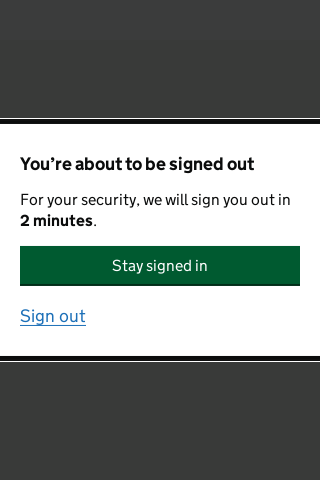 You’re about to be signed out
For your security, we will sign you out in
2 minutes.
Stay signed in
Sign out